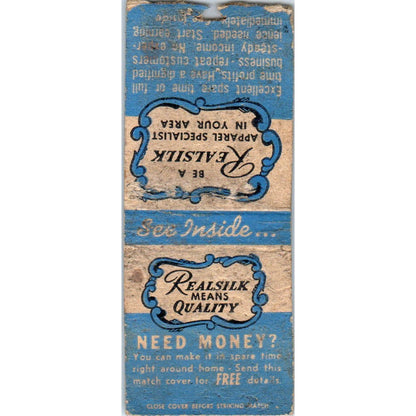 Excellent spare time or full
time profits. Have a dignified
business - repeat customers
-steady income. No exper-
ience needed. Start earning
immediately. See inside
BE A
REALSILK
APPAREL SPECIALIST
IN YOUR AREA
See Inside...
REALSILK
MEANS
QUALITY
NEED MONEY?
You can make it in spare time
right around home - Send this
match cover for FREE details.
CLOSE COVER BEFORE STRIKING MATCH